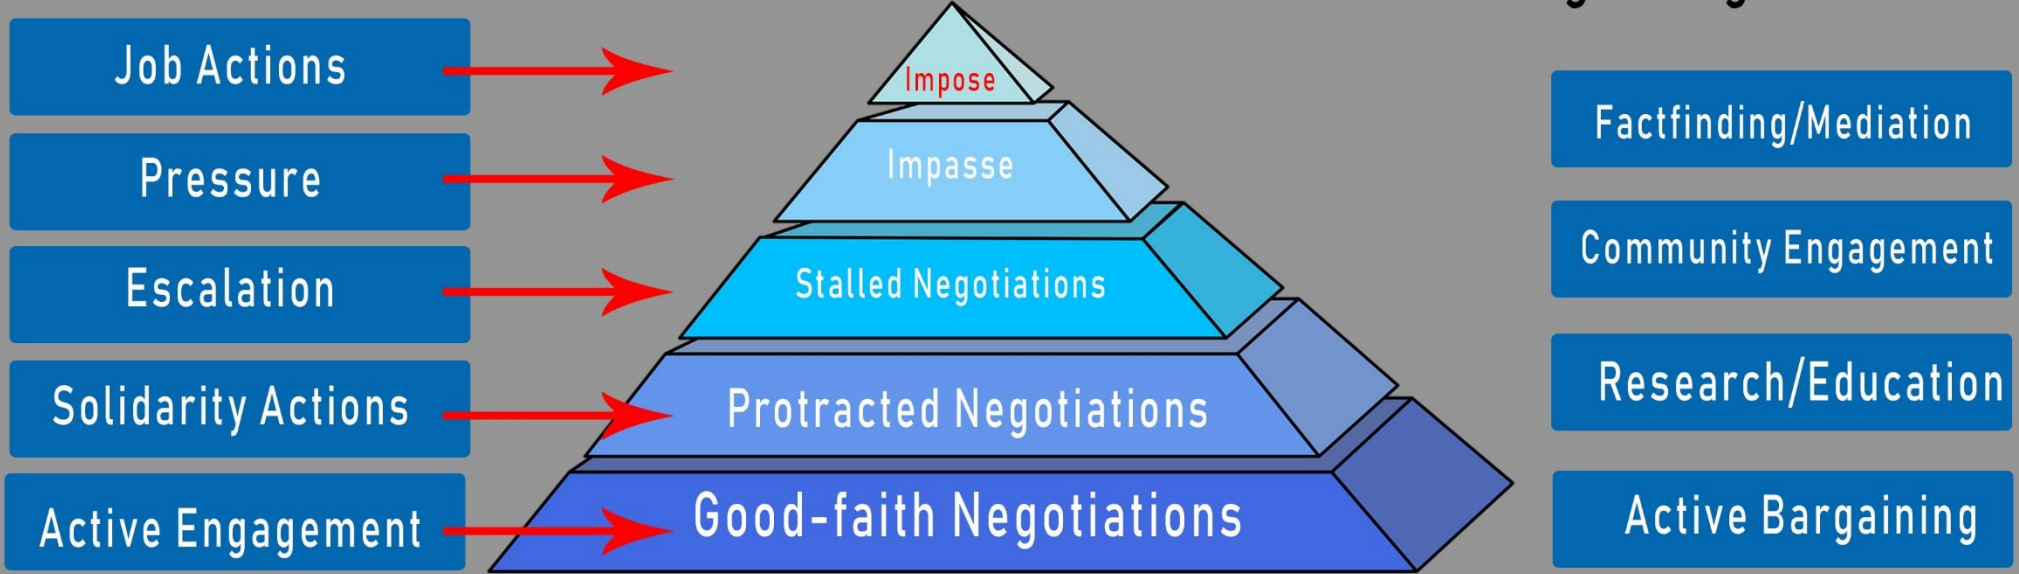 Job Actions
Pressure
Escalation
Solidarity Actions
Active Engagement
Impose
Impasse
Stalled Negotiations
Protracted Negotiations
Good-faith Negotiations
Factfinding/Mediation
Community Engagement
Research/Education
Active Bargaining